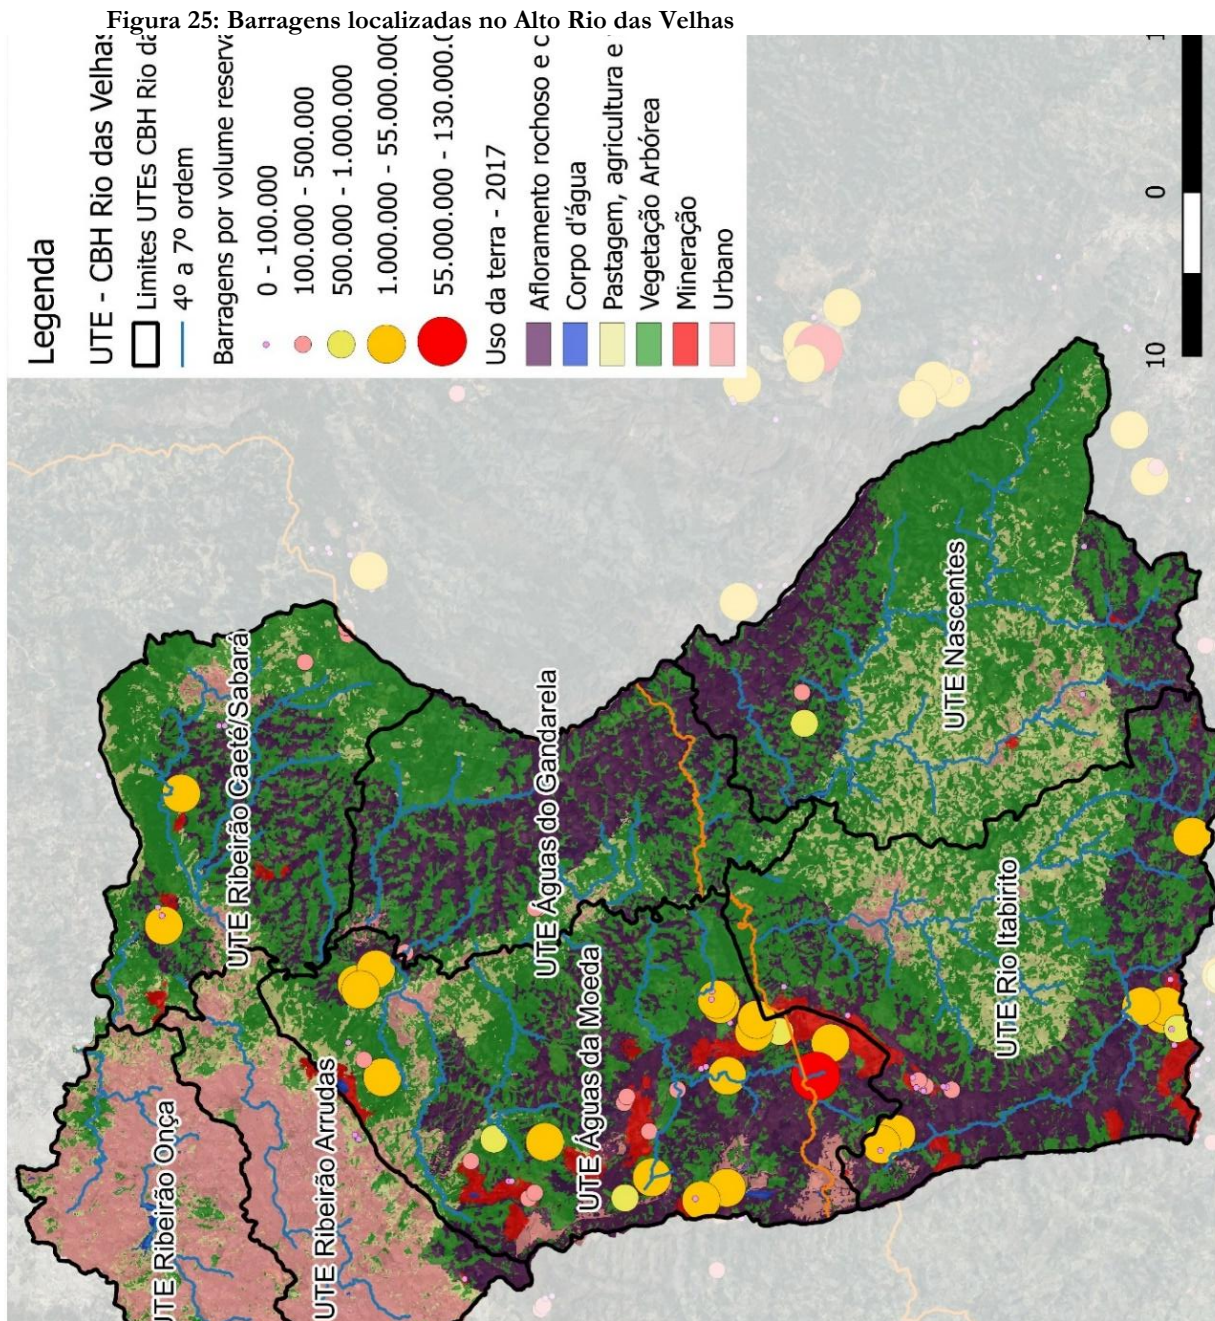 Figura 25: Barragens localizadas no Alto Rio das Velhas
Legenda
UTE - CBH Rio das Velhas
Limites UTEs CBH Rio da
4º a 7º ordem
Barragens por volume reserva
0 - 100.000
100.000 - 500.000
500.000 - 1.000.000
1.000.000 - 55.000.000
55.000.000 - 130.000.0
Uso da terra - 2017
Afloramento rochoso e c
Corpo d'água
Pastagem, agricultura e
Vegetação Arbórea
Mineração
Urbano
10
0
1
UTE Ribeirão Caeté/Sabará
UTE Águas do Gandarela
UTE Nascentes
UTE Ribeirão Onça
UTE Ribeirão Arrudas
UTE Águas da Moeda
UTE Rio Itabirito